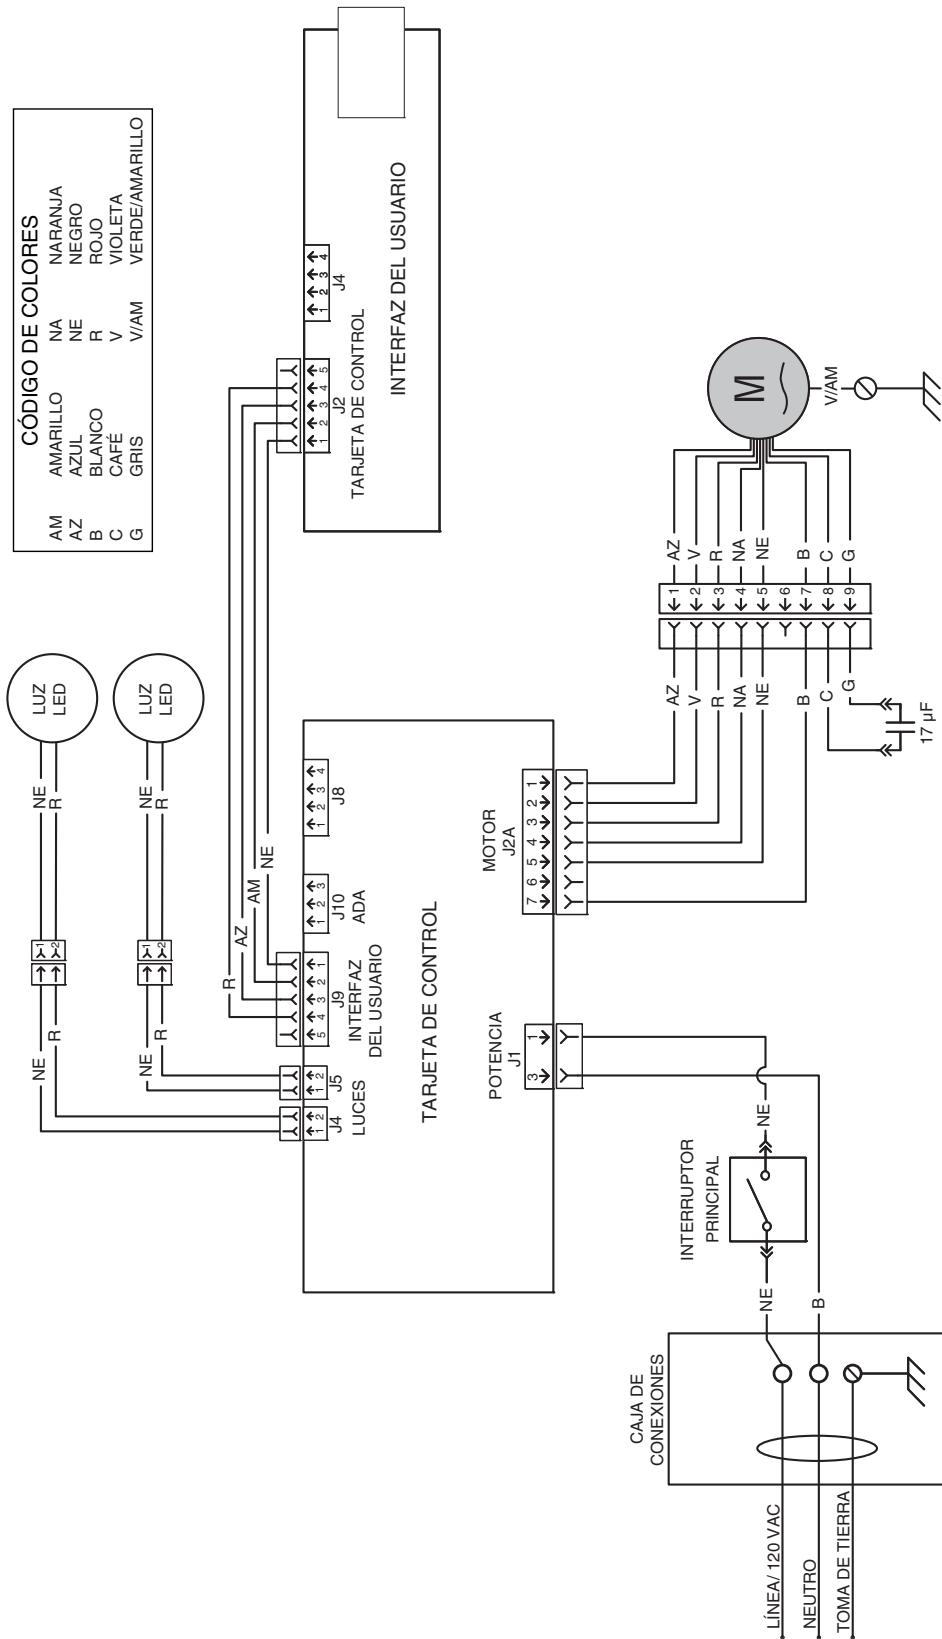 CÓDIGO DE COLORES
AM AMARILLO NA NARANJA
AZ AZUL NE NEGRO
B BLANCO R ROJO
C CAFÉ V VIOLETA
G GRIS V/AM VERDE/AMARILLO
LUZ
LED
LUZ
LED
NE
R
NE
R
1
2
1
2
NE
R
NE
R
1 2
J4
1 2
J5
LUCES
5 4 3 2 1
J9
INTERFAZ
DEL USUARIO
1 2 3
J10
ADA
1 2 3 4
J8
TARJETA DE CONTROL
R
AZ
AM
NE
1 2 3 4 5
J2
TARJETA DE CONTROL
1 2 3 4
J4
INTERFAZ DEL USUARIO
POTENCIA
J1
3 1
MOTOR
J2A
7 6 5 4 3 2 1
AZ
V
R
NA
NE
B
C
G
1
2
3
4
5
6
7
8
9
AZ
V
R
NA
NE
B
C
G
17 µF
M
V/AM
INTERRUPTOR
PRINCIPAL
NE
NE
B
CAJA DE
CONEXIONES
LÍNEA/ 120 VAC
NEUTRO
TOMA DE TIERRA